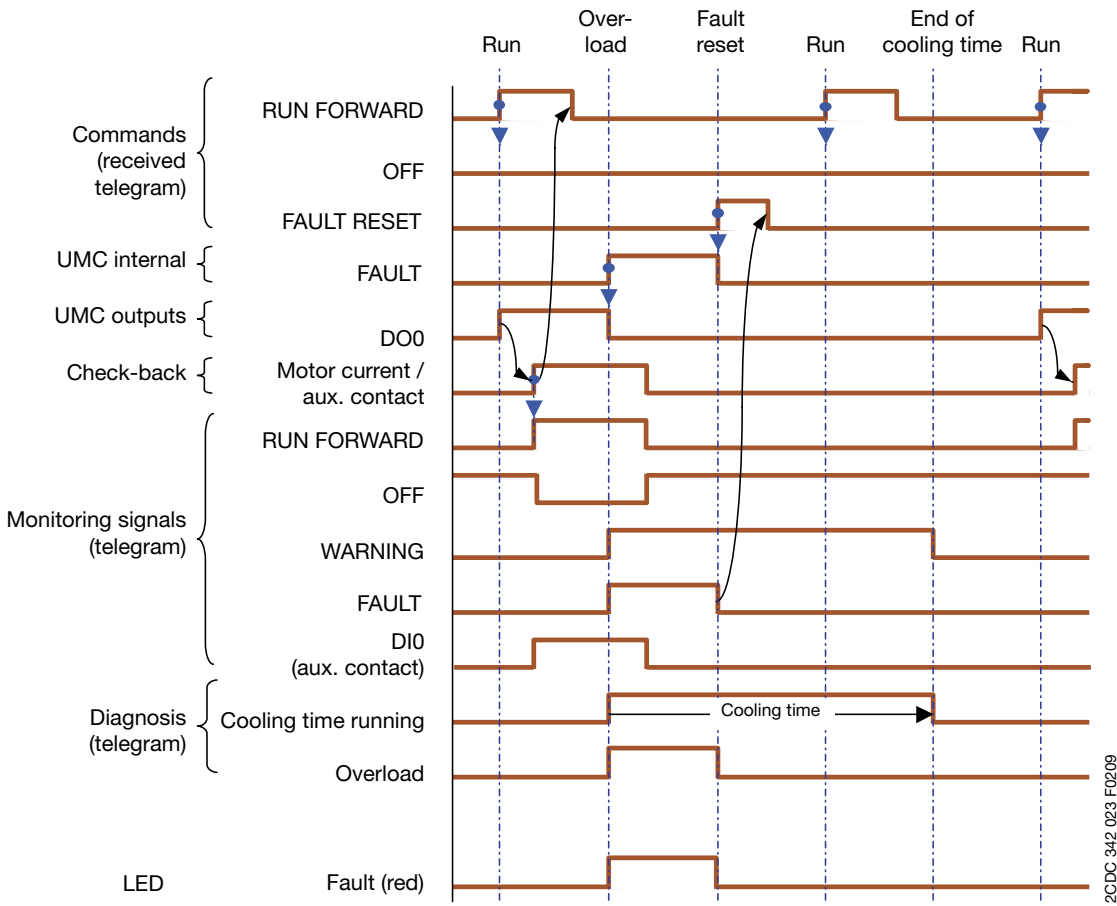 Over-
load
Fault
reset
End of
cooling time
Run
Run
Run
Commands
(received
telegram)
RUN FORWARD
OFF
FAULT RESET
UMC internal
FAULT
UMC outputs
DO0
Check-back
Motor current /
aux. contact
Monitoring signals
(telegram)
RUN FORWARD
OFF
WARNING
FAULT
DI0
(aux. contact)
Diagnosis
(telegram)
Cooling time running
Cooling time
Overload
LED
Fault (red)
2CDC 342 023 F0209